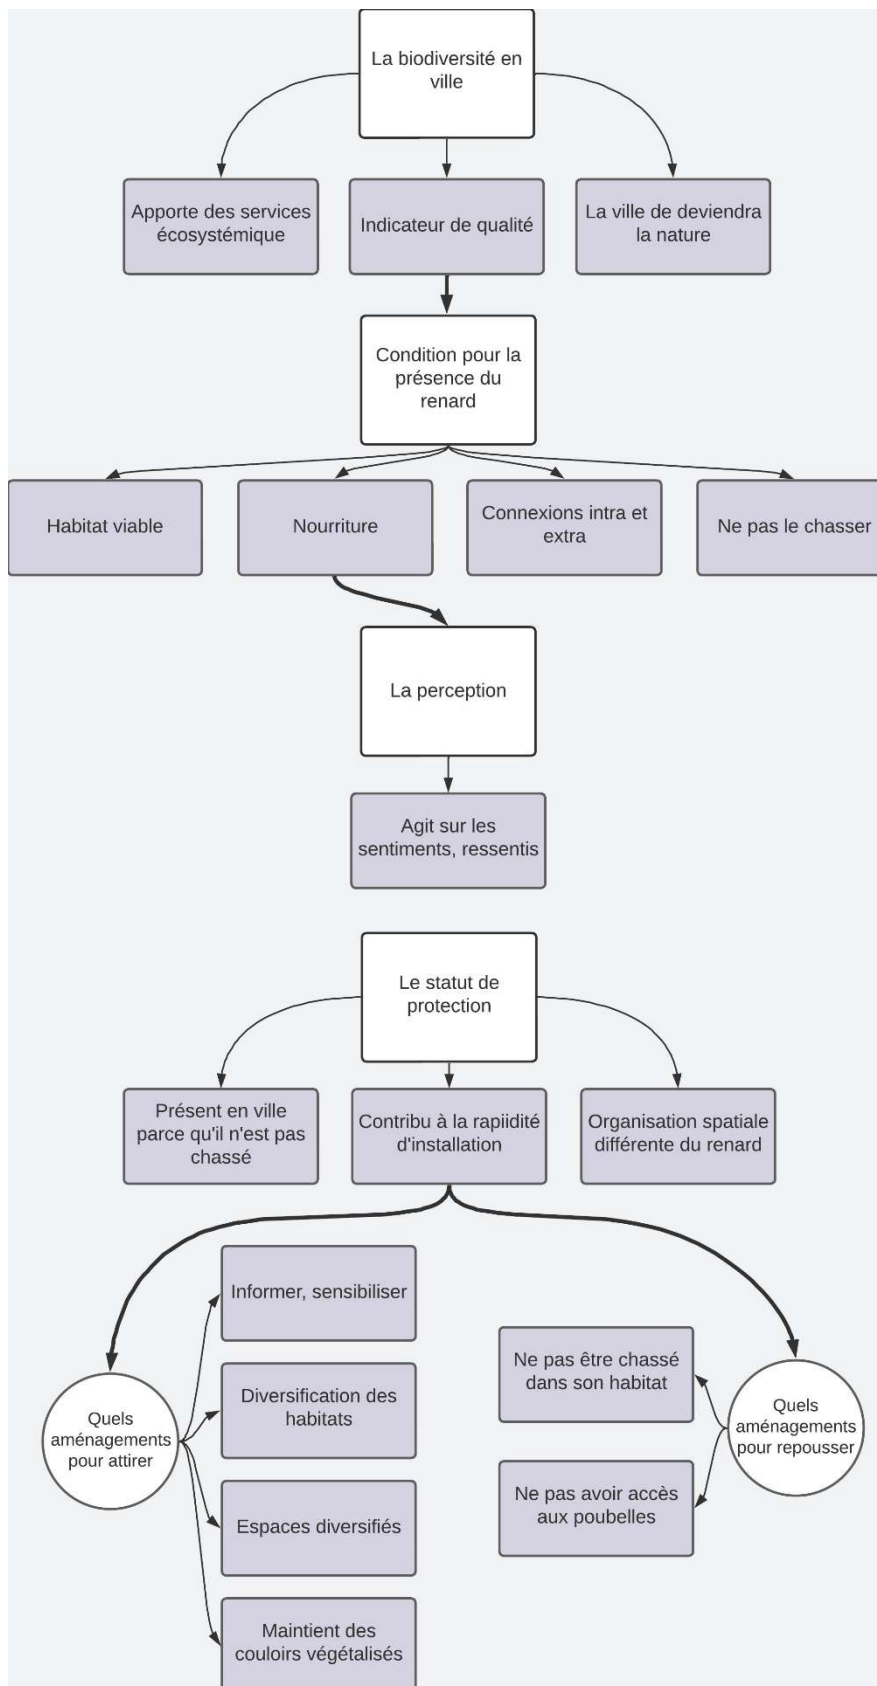 La biodiversité en
ville
Apporte des services
écosystémique
Indicateur de qualité
La ville de deviendra
la nature
Condition pour la
présence du
renard
Habitat viable
Nourriture
Connexions intra et
extra
Ne pas le chasser
La perception
Agit sur les
sentiments, ressentis
Le statut de
protection
Présent en ville
parce qu'il n'est pas
chassé
Contribu à la rapiidité
d'installation
Organisation spatiale
différente du renard
Quels
aménagements
pour attirer
Informer, sensibiliser
Diversification des
habitats
Espaces diversifiés
Maintient des
couloirs végétalisés
Quels
aménagements
pour repousser
Ne pas être chassé
dans son habitat
Ne pas avoir accès
aux poubelles